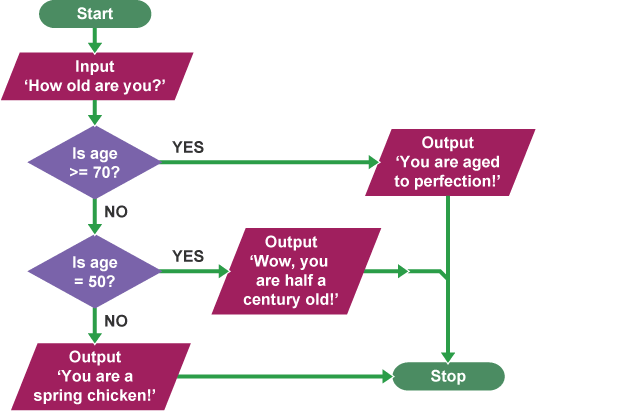 Start
Input
‘How old are you?’
Is age
>= 70?
YES
Output
‘You are aged
to perfection!’
NO
Is age
= 50?
YES
Output
‘Wow, you
are half a
century old!’
NO
Output
‘You are a
spring chicken!’
Stop